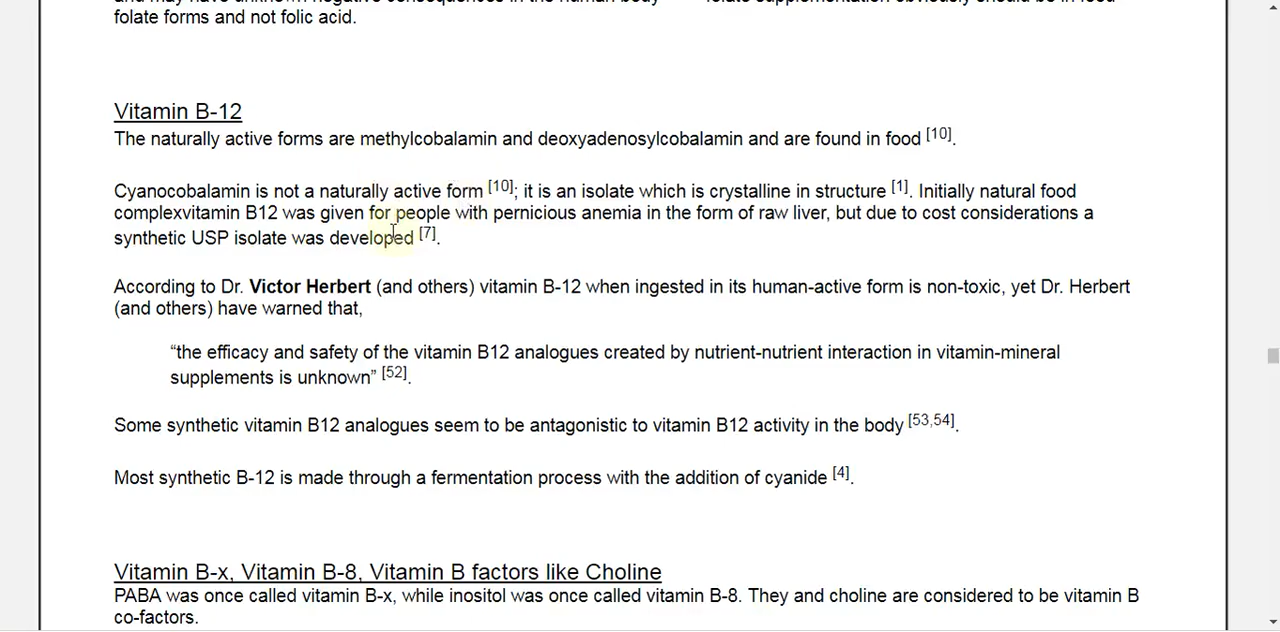 folate forms and not folic acid.
Vitamin B-12
The naturally active forms are methylcobalamin and deoxyadenosylcobalamin and are found in food [10].
Cyanocobalamin is not a naturally active form [10]; it is an isolate which is crystalline in structure [1]. Initially natural food
complexvitamin B12 was given for people with pernicious anemia in the form of raw liver, but due to cost considerations a
synthetic USP isolate was developed [7].
According to Dr. Victor Herbert (and others) vitamin B-12 when ingested in its human-active form is non-toxic, yet Dr. Herbert
(and others) have warned that,
“the efficacy and safety of the vitamin B12 analogues created by nutrient-nutrient interaction in vitamin-mineral
supplements is unknown” [52].
Some synthetic vitamin B12 analogues seem to be antagonistic to vitamin B12 activity in the body [53,54].
Most synthetic B-12 is made through a fermentation process with the addition of cyanide [4].
Vitamin B-x, Vitamin B-8, Vitamin B factors like Choline
PABA was once called vitamin B-x, while inositol was once called vitamin B-8. They and choline are considered to be vitamin B
co-factors.